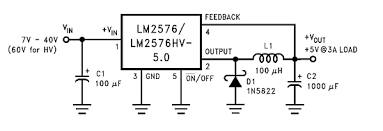 7V - 40V
(60V for HV)
VIN
+VIN
1
LM2576/
LM2576HV-
5.0
FEEDBACK
4
OUTPUT
2
L1
100 μH
+VOUT
+5V @3A LOAD
+
C1
100 μF
3
GND
5
ON/OFF
D1
1N5822
+
C2
1000 μF